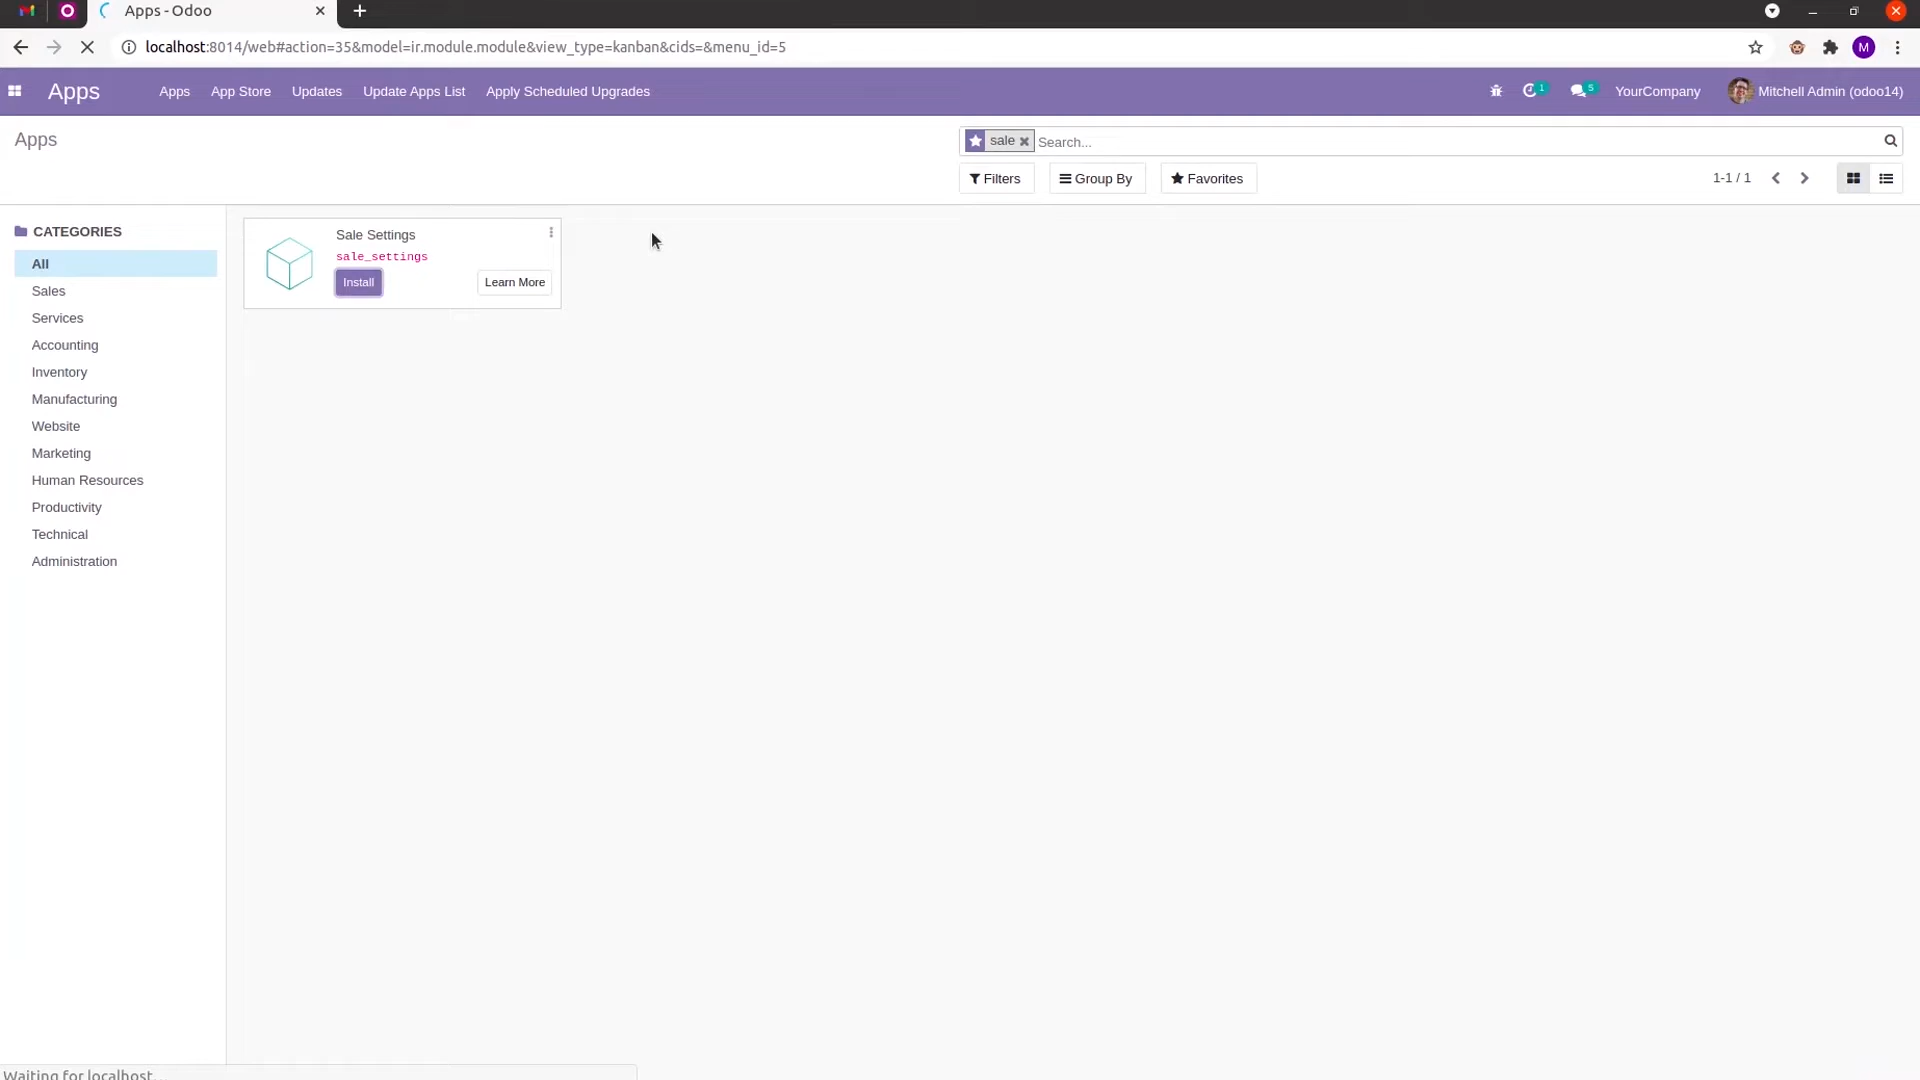 Apps - Odoo
localhost:8014/web#action=35&model=ir.module.module&view_type=kanban&cids=&menu_id=5
M
Apps
Apps
App Store
Updates
Update Apps List
Apply Scheduled Upgrades
1
5
YourCompany
Mitchell Admin (odoo14)
Apps
sale
Search...
Filters
Group By
Favorites
1-1 / 1
CATEGORIES
All
Sales
Services
Accounting
Inventory
Manufacturing
Website
Marketing
Human Resources
Productivity
Technical
Administration
Sale Settings
sale_settings
Install
Learn More
Waiting for localhost...